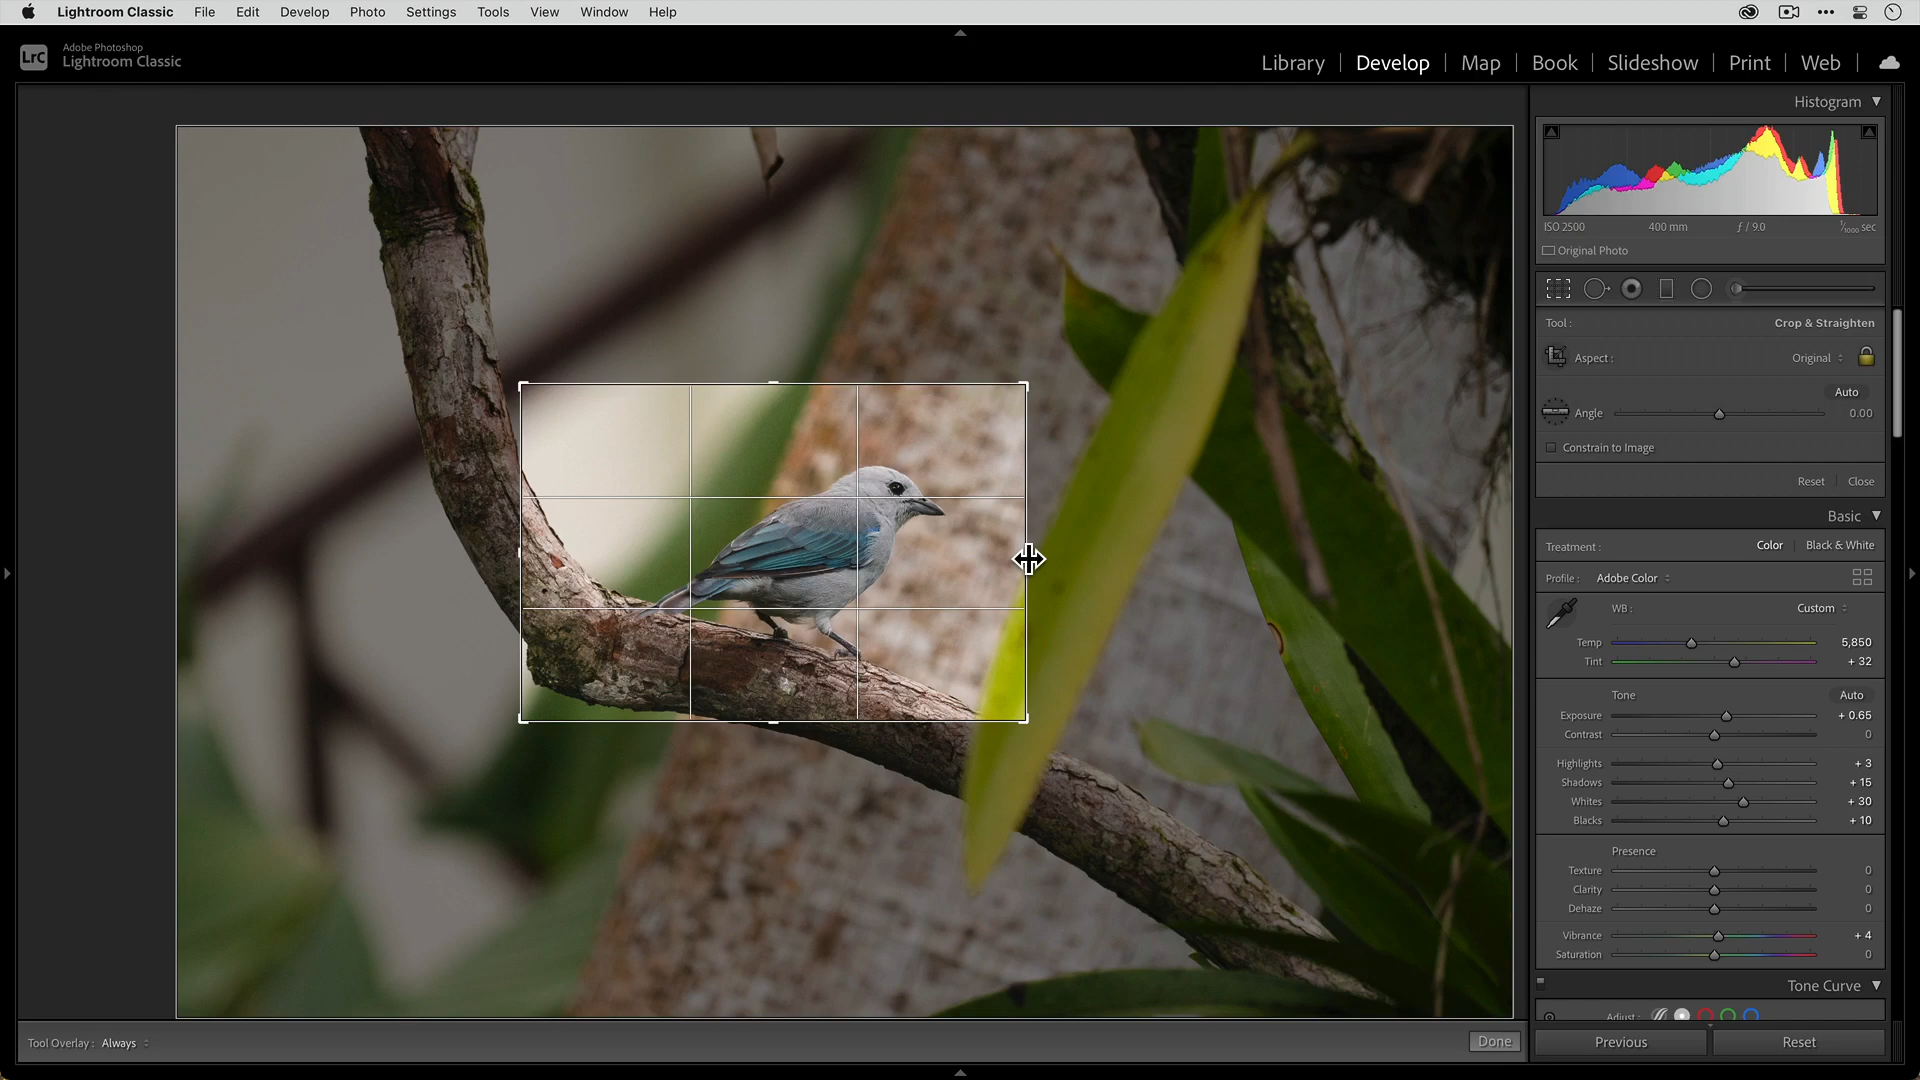 Lightroom Classic File Edit Develop Photo Settings Tools View Window Help
LrC
Adobe Photoshop
Lightroom Classic
Library Develop Map Book Slideshow Print Web
Histogram
ISO 2500 400 mm ƒ / 9.0 1/1000 sec
Original Photo
Tool : Crop & Straighten
Aspect : Original
Auto
Angle 0.00
Constrain to Image
Reset Close
Basic
Treatment : Color Black & White
Profile : Adobe Color
WB : Custom
Temp 5,850
Tint + 32
Tone Auto
Exposure + 0.65
Contrast 0
Highlights + 3
Shadows + 15
Whites + 30
Blacks + 10
Presence
Texture 0
Clarity 0
Dehaze 0
Vibrance + 4
Saturation 0
Tone Curve
Adjust :
Tool Overlay : Always Done Previous Reset